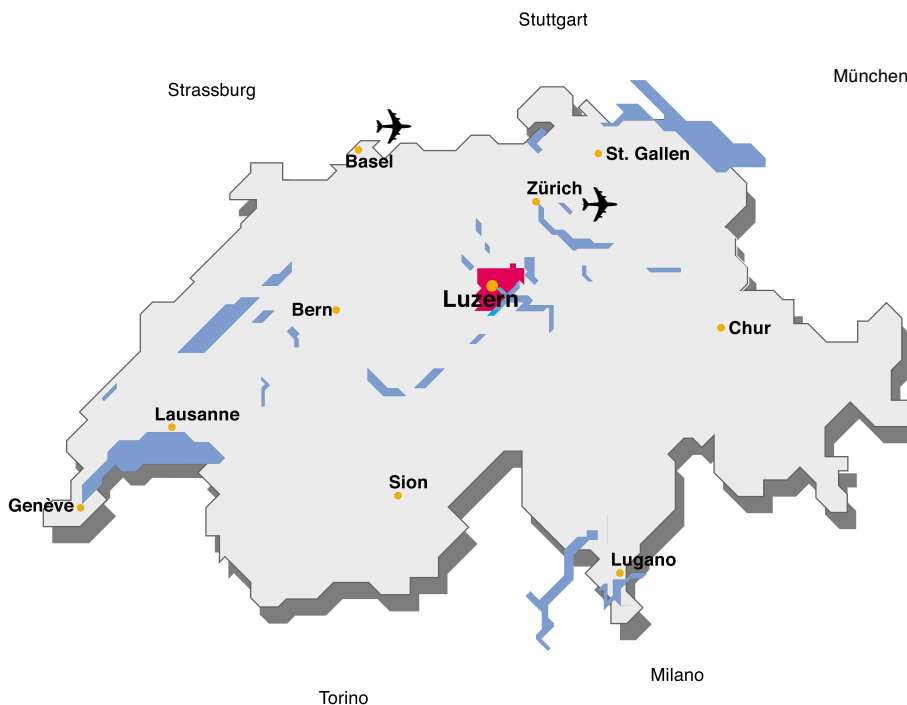 Stuttgart
München
Strassburg
Basel
St. Gallen
Zürich
Luzern
Bern
Chur
Lausanne
Sion
Genève
Lugano
Milano
Torino